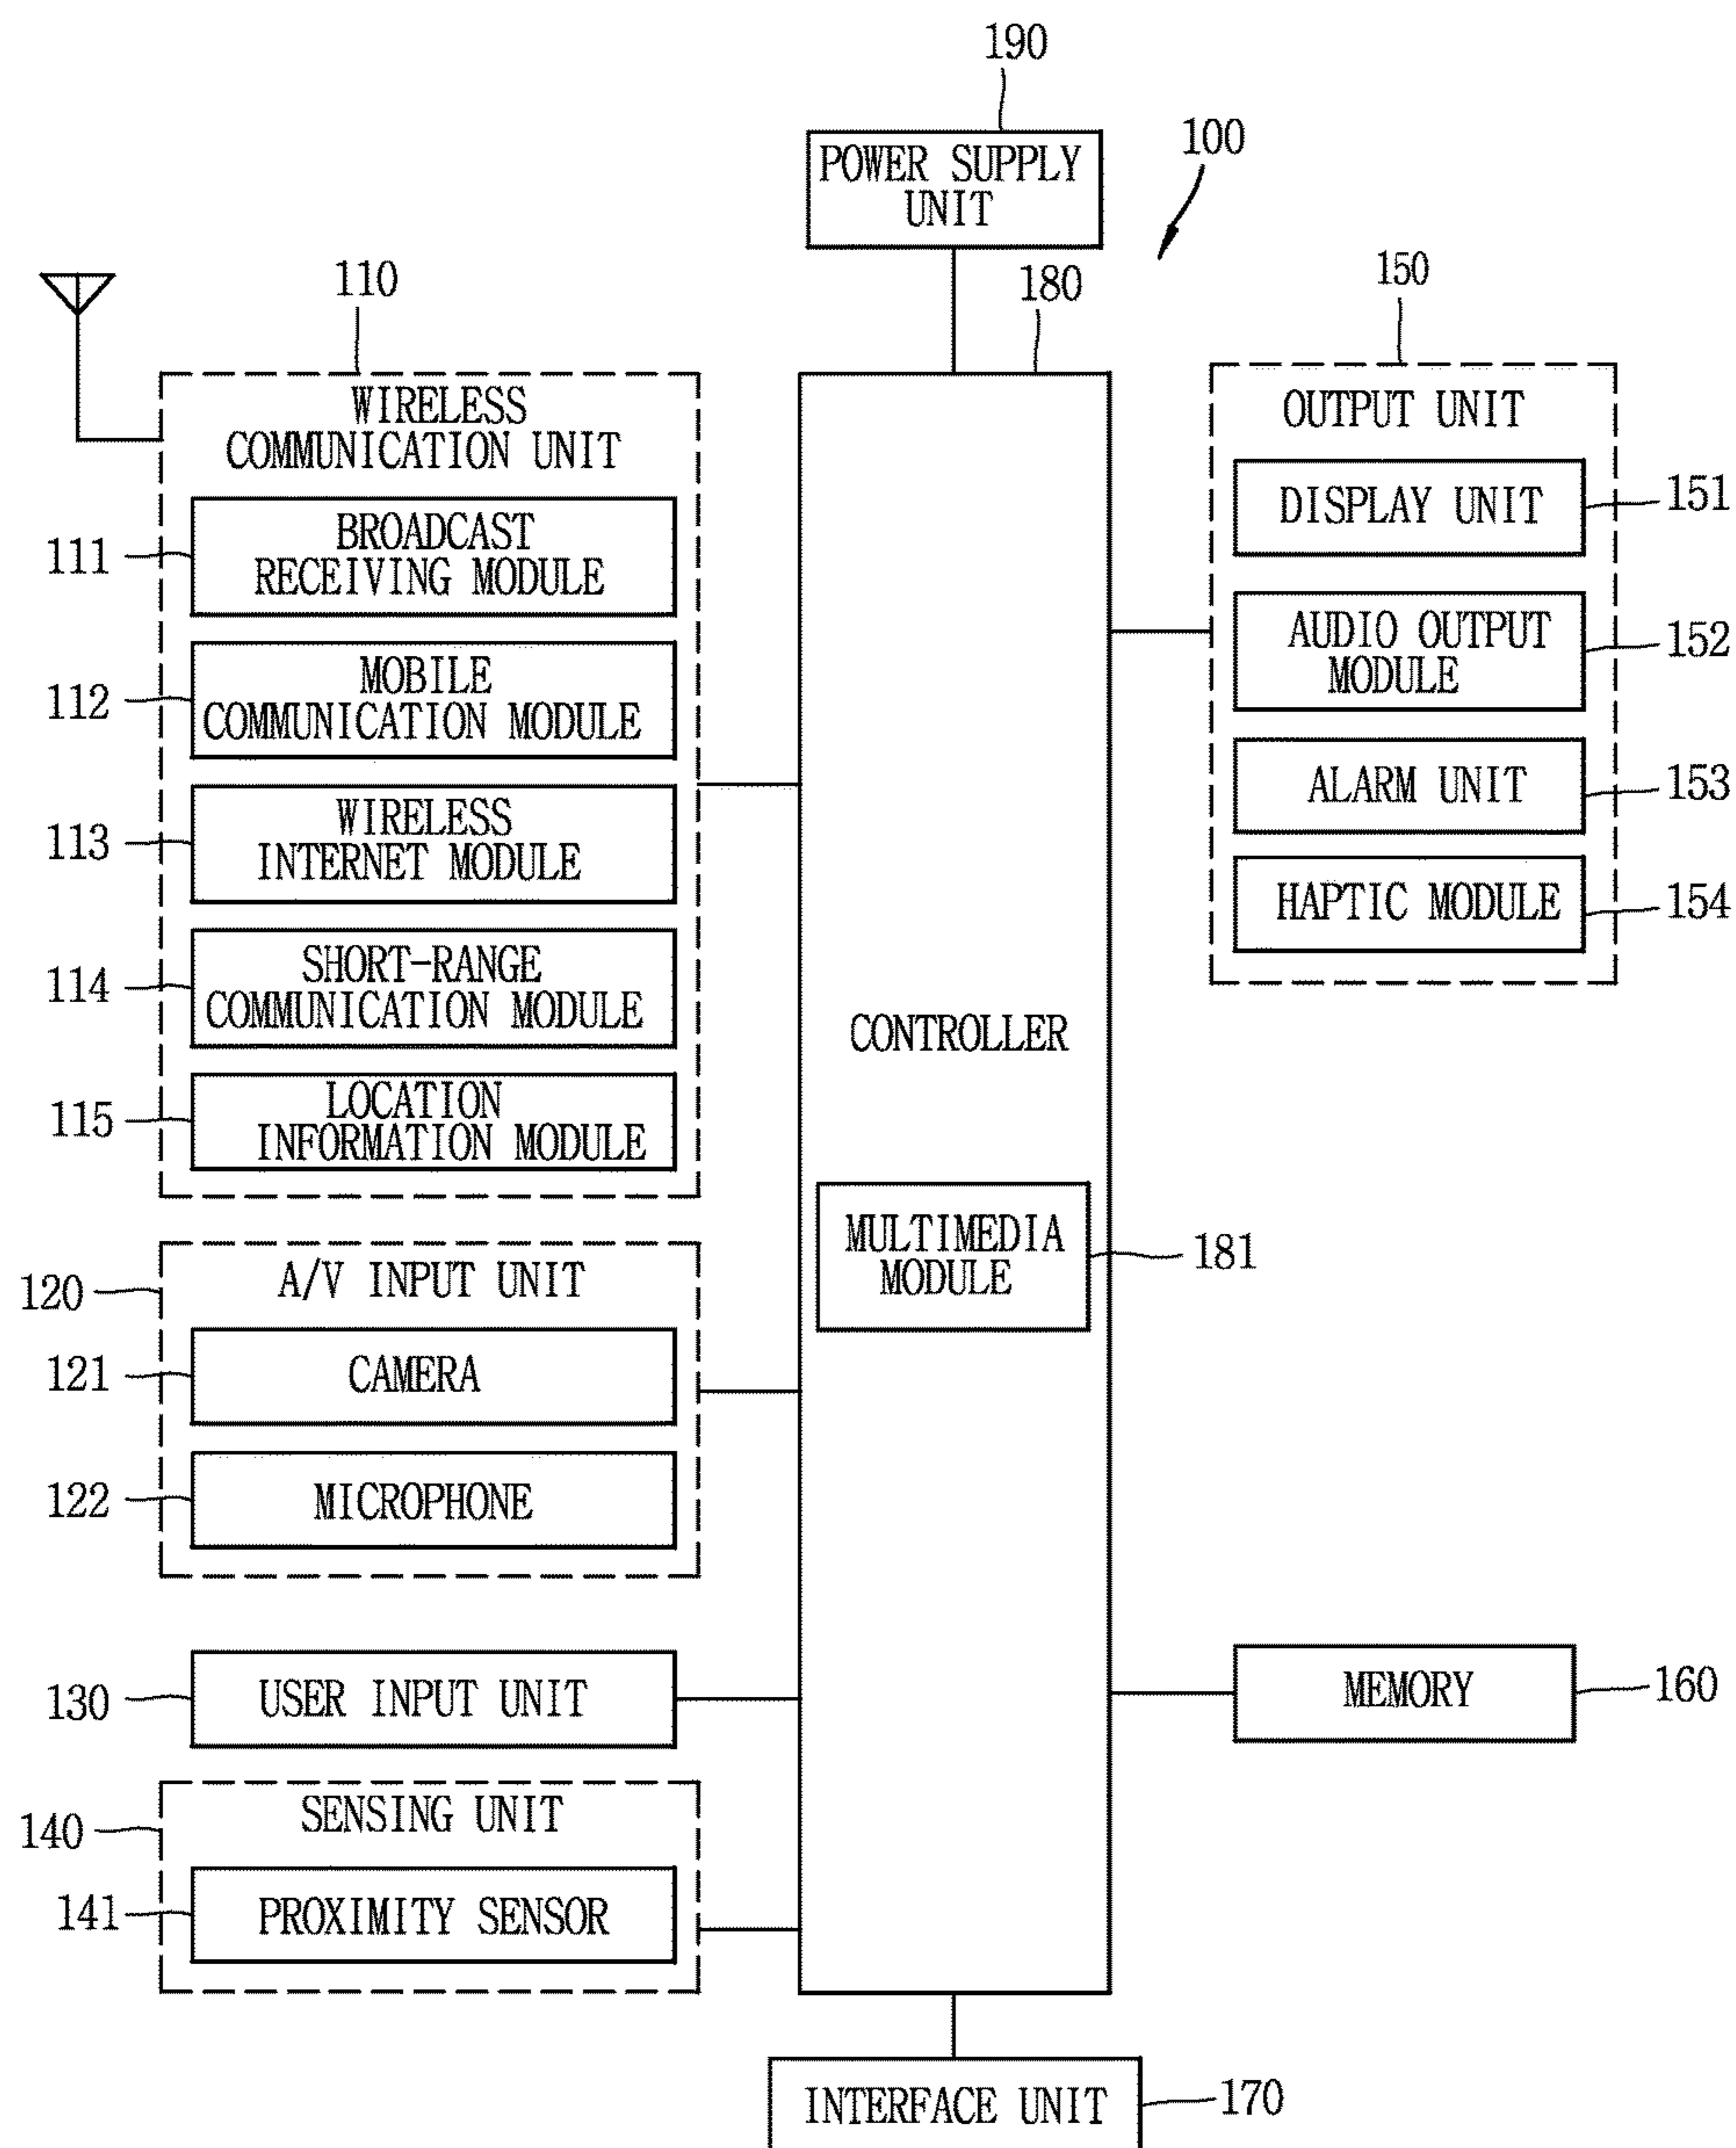 190
POWER SUPPLY
UNIT
100
110
180
150
WIRELESS
COMMUNICATION UNIT
111
BROADCAST
RECEIVING MODULE
112
MOBILE
COMMUNICATION MODULE
113
WIRELESS
INTERNET MODULE
114
SHORT-RANGE
COMMUNICATION MODULE
115
LOCATION
INFORMATION MODULE
120
A/V INPUT UNIT
121
CAMERA
122
MICROPHONE
130
USER INPUT UNIT
140
SENSING UNIT
141
PROXIMITY SENSOR
CONTROLLER
MULTIMEDIA
MODULE
181
OUTPUT UNIT
DISPLAY UNIT
151
AUDIO OUTPUT
MODULE
152
ALARM UNIT
153
HAPTIC MODULE
154
MEMORY
160
INTERFACE UNIT
170